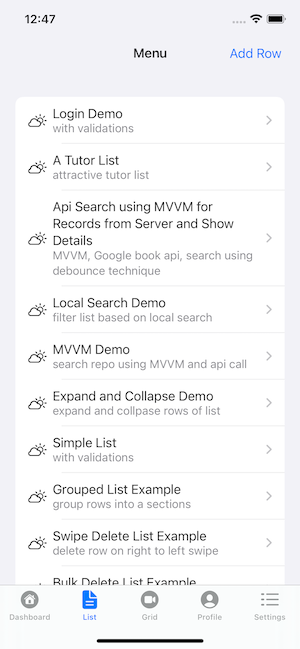 12:47
Menu
Add Row
Login Demo
with validations
A Tutor List
attractive tutor list
Api Search using MVVM for
Records from Server and Show
Details
MVVM, Google book api, search using
debounce technique
Local Search Demo
filter list based on local search
MVVM Demo
search repo using MVVM and api call
Expand and Collapse Demo
expand and collpase rows of list
Simple List
with validations
Grouped List Example
group rows into a sections
Swipe Delete List Example
delete row on right to left swipe
Bulk Delete List Example
Dashboard
List
Grid
Profile
Settings